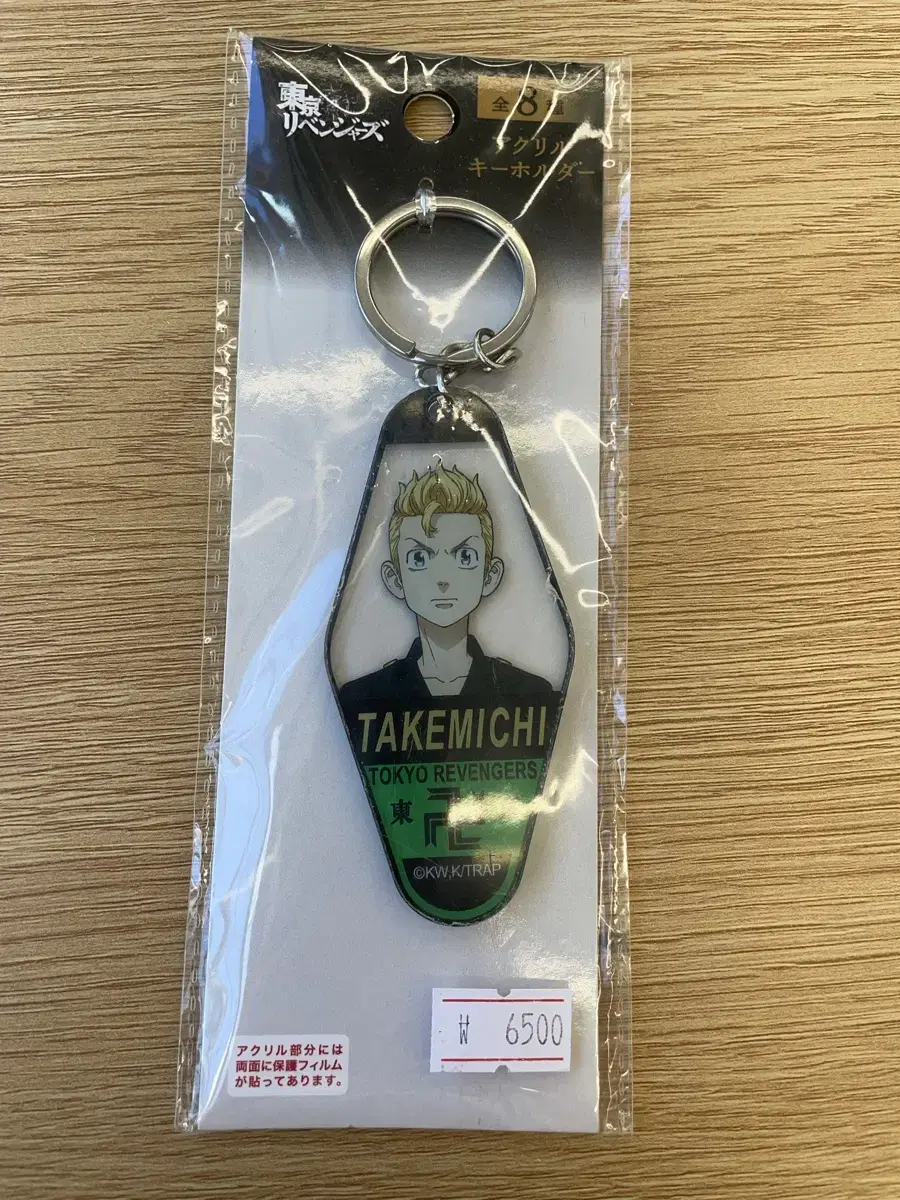 東京
リベンジャーズ
全8種
アクリル
キーホルダー
TAKEMICHI
TOKYO REVENGERS
東 卍
©KW,K/TRAP
₩ 6500
アクリル部分には
両面に保護フィルム
が貼ってあります。